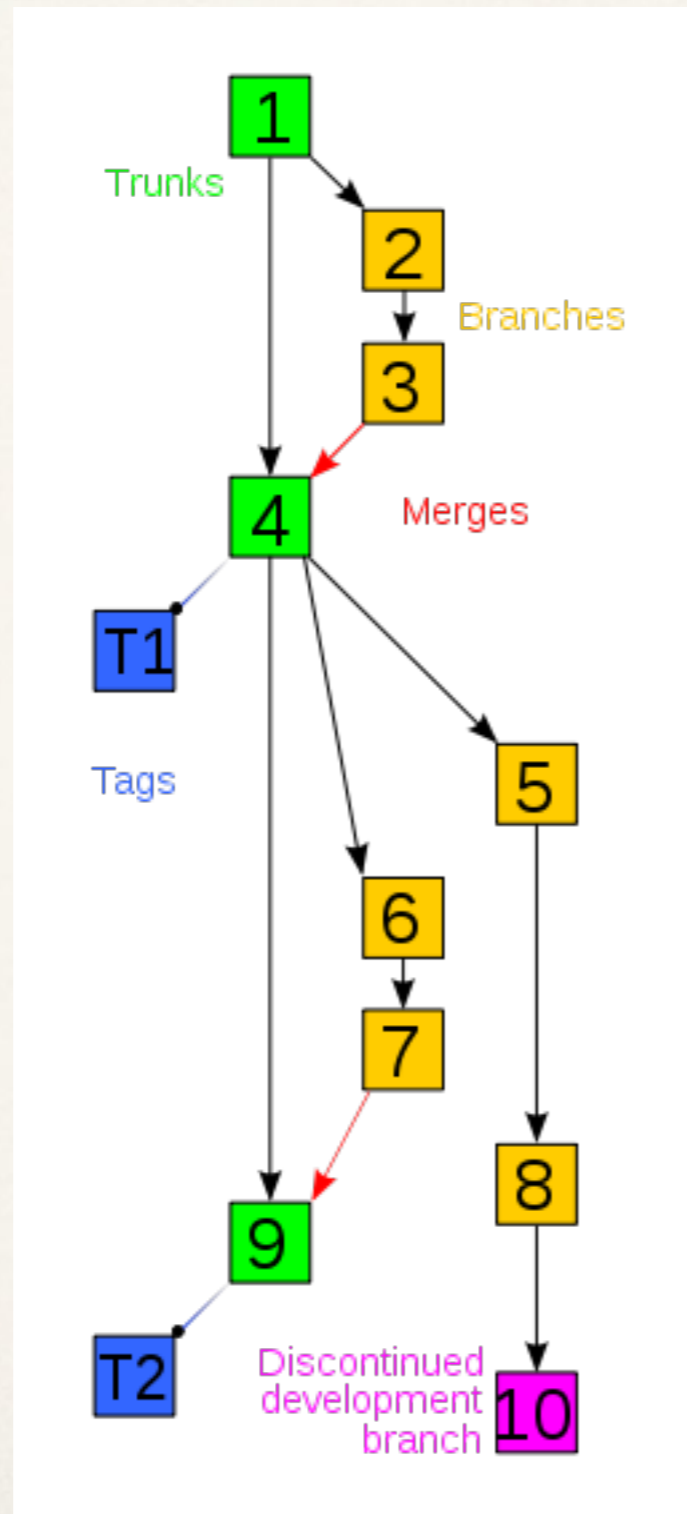 1
Trunks
2
Branches
3
4
Merges
T1
Tags
5
6
7
8
9
T2
Discontinued
development
branch
10